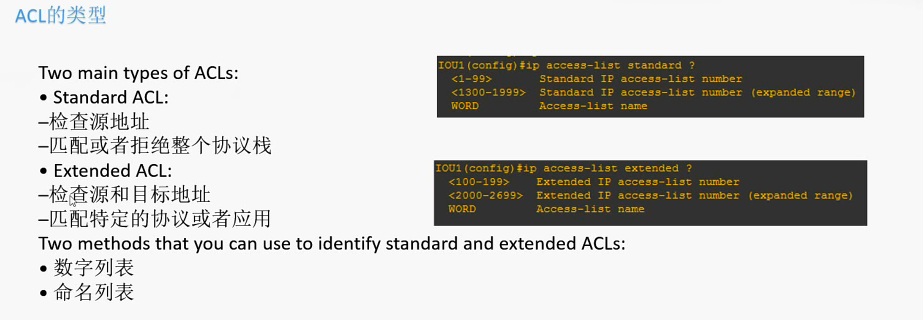 ACL的类型
Two main types of ACLs:
• Standard ACL:
–检查源地址
–匹配或者拒绝整个协议栈
• Extended ACL:
–检查源和目标地址
–匹配特定的协议或者应用
Two methods that you can use to identify standard and extended ACLs:
• 数字列表
• 命名列表
IOU1(config)#ip access-list standard ?
<1-99> Standard IP access-list number
<1300-1999> Standard IP access-list number (expanded range)
WORD Access-list name
IOU1(config)#ip access-list extended ?
<100-199> Extended IP access-list number
<2000-2699> Extended IP access-list number (expanded range)
WORD Access-list name